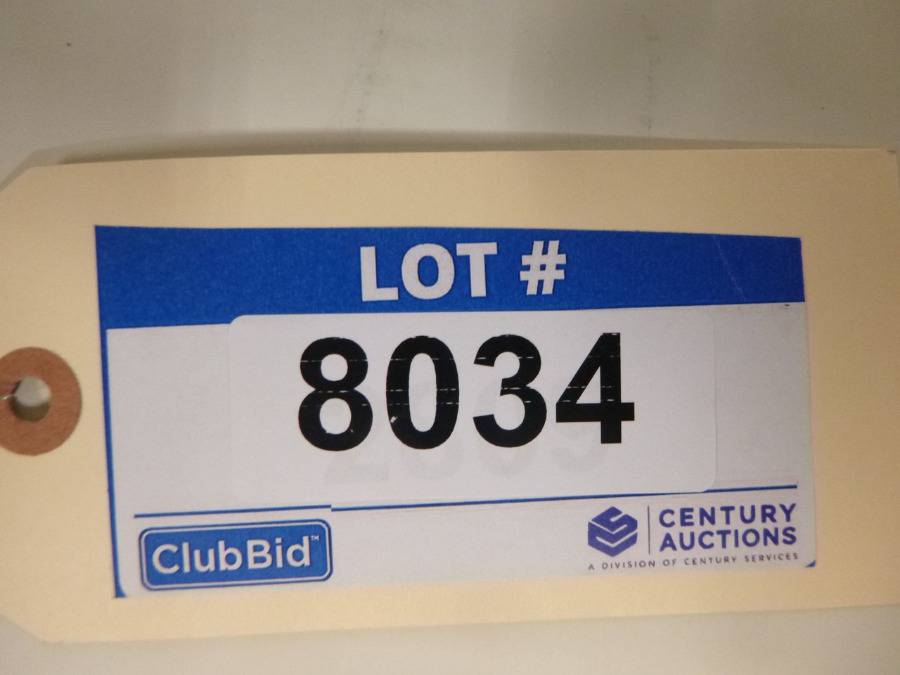 LOT #
8034
ClubBid™
CENTURY
AUCTIONS
A DIVISION OF CENTURY SERVICES